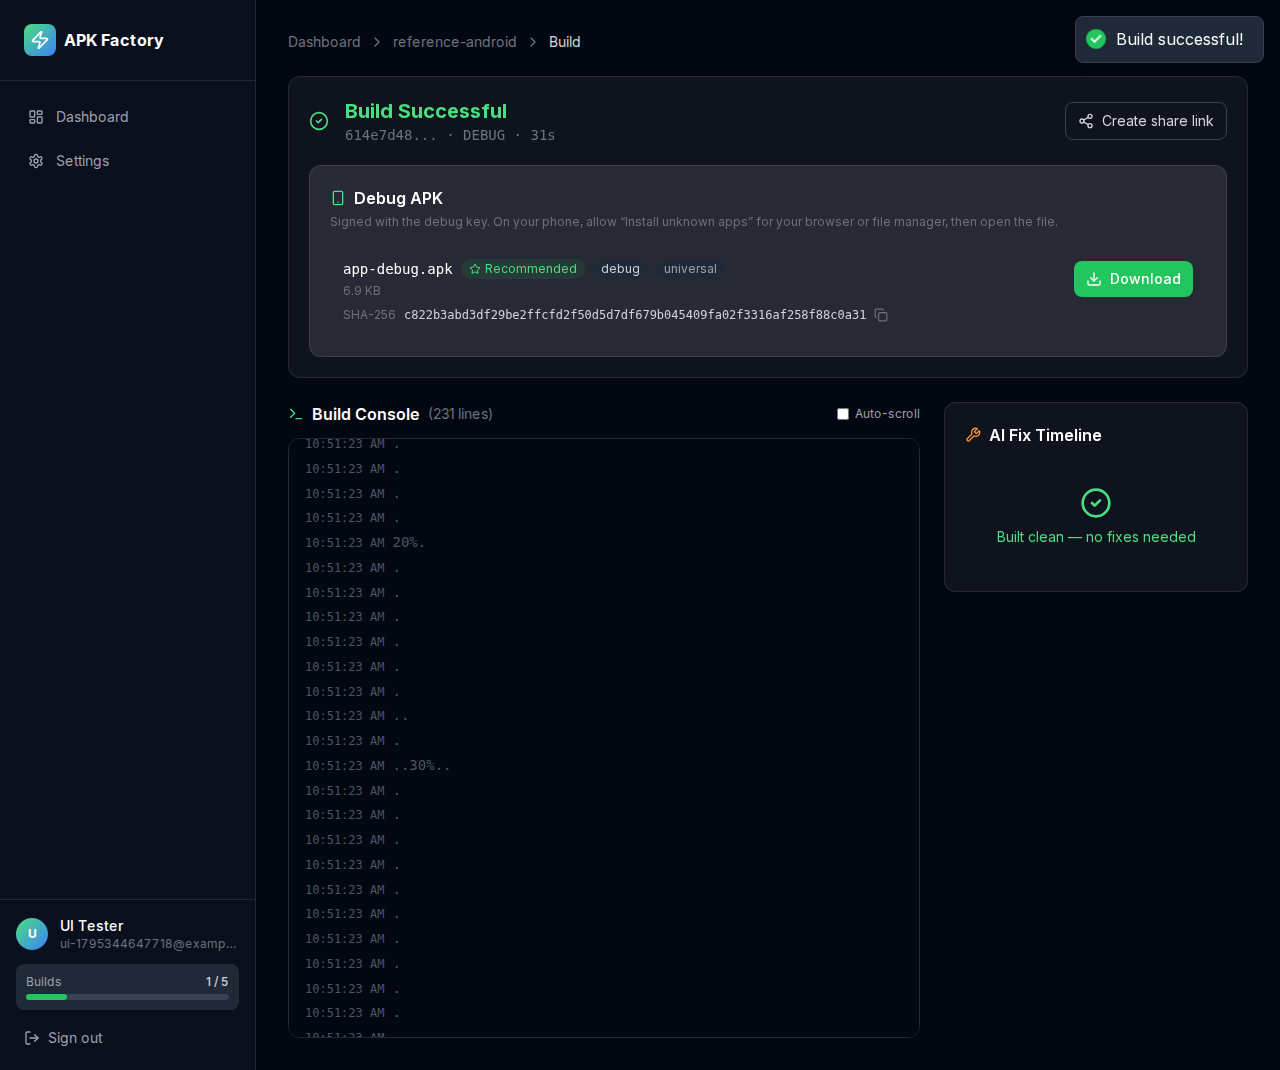 APK Factory
Dashboard
Settings
UI Tester
ui-1795344647718@examp...
Builds 1 / 5
Sign out
Dashboard > reference-android > Build
Build successful!
Build Successful
614e7d48... · DEBUG · 31s
Create share link
Debug APK
Signed with the debug key. On your phone, allow “Install unknown apps” for your browser or file manager, then open the file.
app-debug.apk Recommended debug universal
6.9 KB
Download
SHA-256 c822b3abd3df29be2ffcfd2f50d5d7df679b045409fa02f3316af258f88c0a31
Build Console (231 lines)
Auto-scroll
10:51:23 AM .
10:51:23 AM .
10:51:23 AM .
10:51:23 AM .
10:51:23 AM 20%.
10:51:23 AM .
10:51:23 AM .
10:51:23 AM .
10:51:23 AM .
10:51:23 AM .
10:51:23 AM .
10:51:23 AM ..
10:51:23 AM .
10:51:23 AM ..30%..
10:51:23 AM .
10:51:23 AM .
10:51:23 AM .
10:51:23 AM .
10:51:23 AM .
10:51:23 AM .
10:51:23 AM .
10:51:23 AM .
10:51:23 AM .
10:51:23 AM .
10:51:23 AM
AI Fix Timeline
Built clean — no fixes needed
U